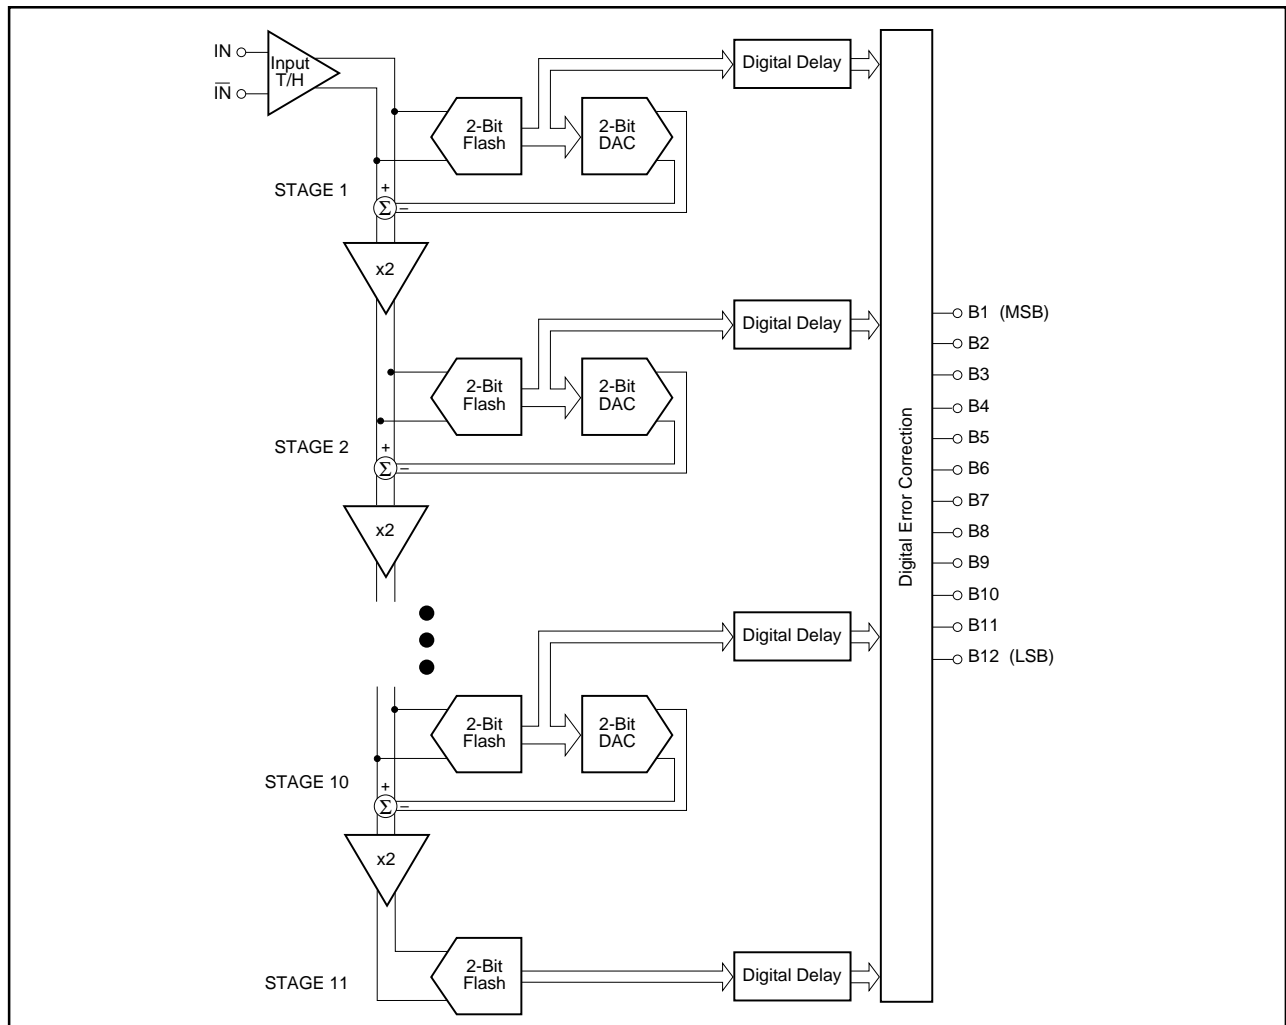 IN
Input
T/H
IN
Digital Delay
2-Bit
Flash
2-Bit
DAC
STAGE 1
+
Σ
–
x2
Digital Delay
B1 (MSB)
B2
B3
B4
B5
B6
B7
B8
B9
B10
B11
B12 (LSB)
2-Bit
Flash
2-Bit
DAC
STAGE 2
+
Σ
–
x2
Digital Error Correction
Digital Delay
2-Bit
Flash
2-Bit
DAC
STAGE 10
+
Σ
–
x2
STAGE 11
2-Bit
Flash
Digital Delay